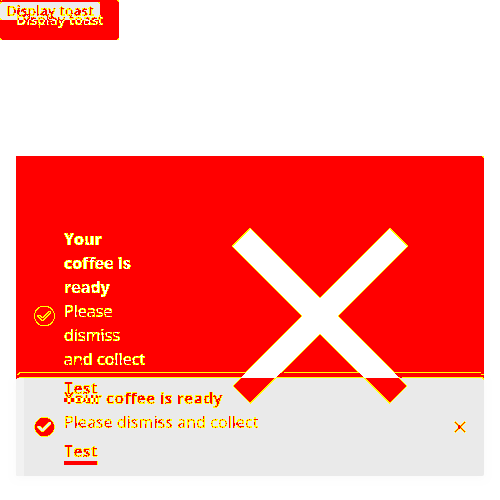 Display toast
Display toast
Your
coffee is
ready
Please
dismiss
and collect
Test
Your coffee is ready
Please dismiss and collect
Test